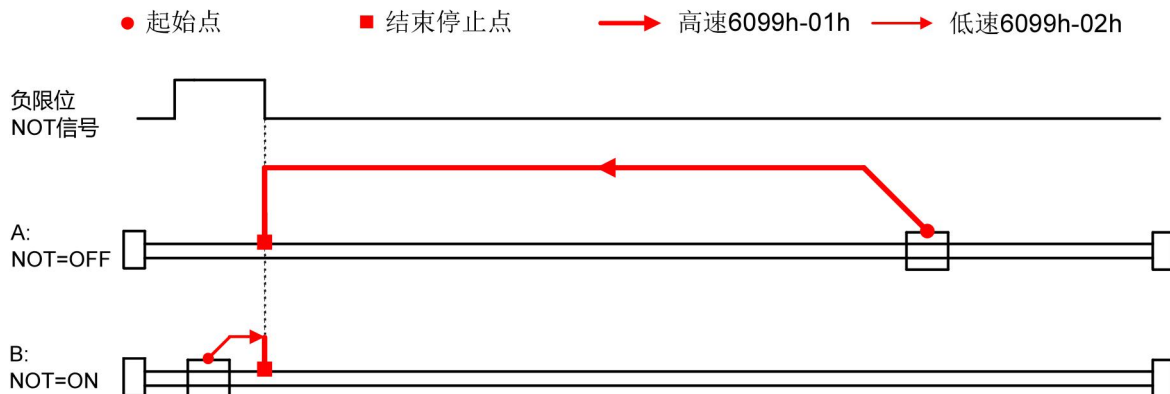 起始点 结束停止点 高速6099h-01h 低速6099h-02h
负限位
NOT信号
A:
NOT=OFF
B:
NOT=ON